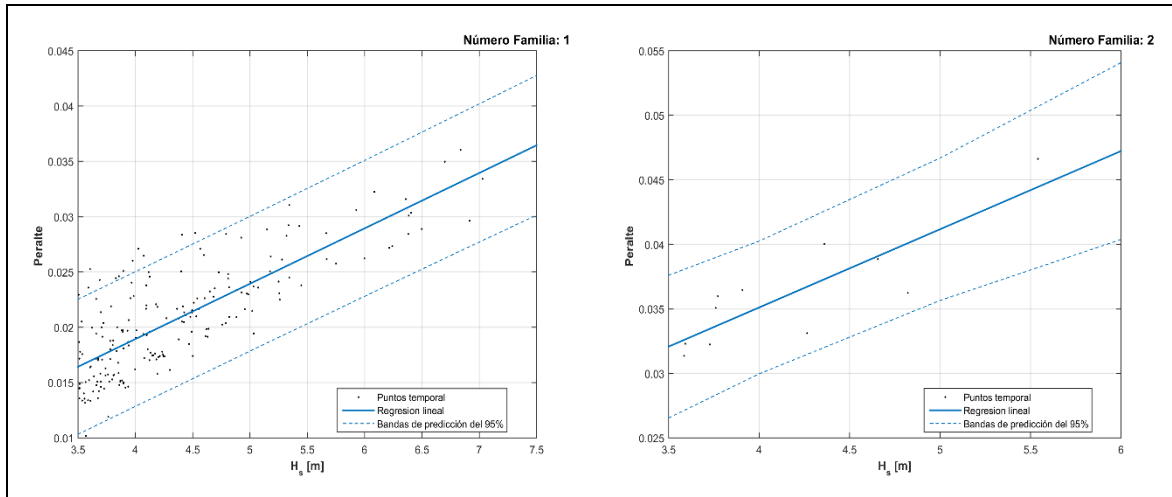 Número Familia: 1
0.045
0.04
0.035
0.03
0.025
0.02
0.015
0.01
Peralte
3.5 4 4.5 5 5.5 6 6.5 7 7.5
H_s [m]
Puntos temporal
Regresion lineal
Bandas de predicción del 95%
Número Familia: 2
0.055
0.05
0.045
0.04
0.035
0.03
0.025
Peralte
3.5 4 4.5 5 5.5 6
H_s [m]
Puntos temporal
Regresion lineal
Bandas de predicción del 95%